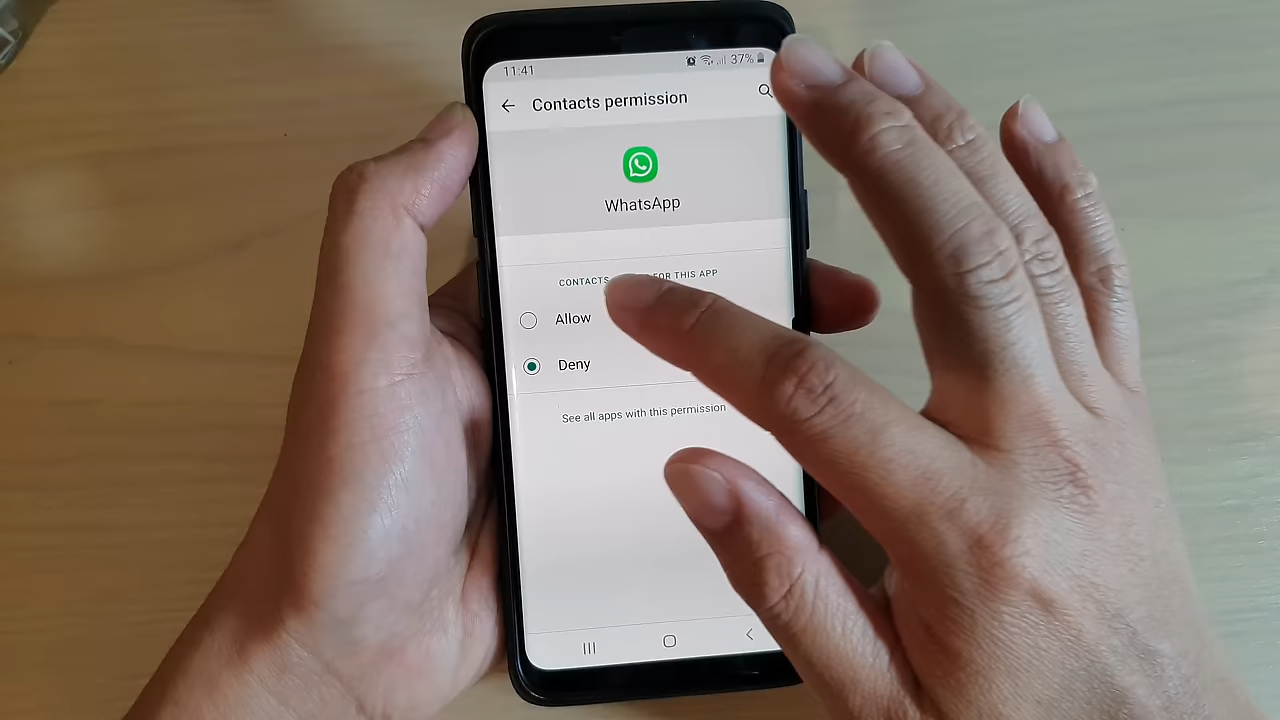 11:41 37%
Contacts permission
WhatsApp
CONTACTS FOR THIS APP
Allow
Deny
See all apps with this permission